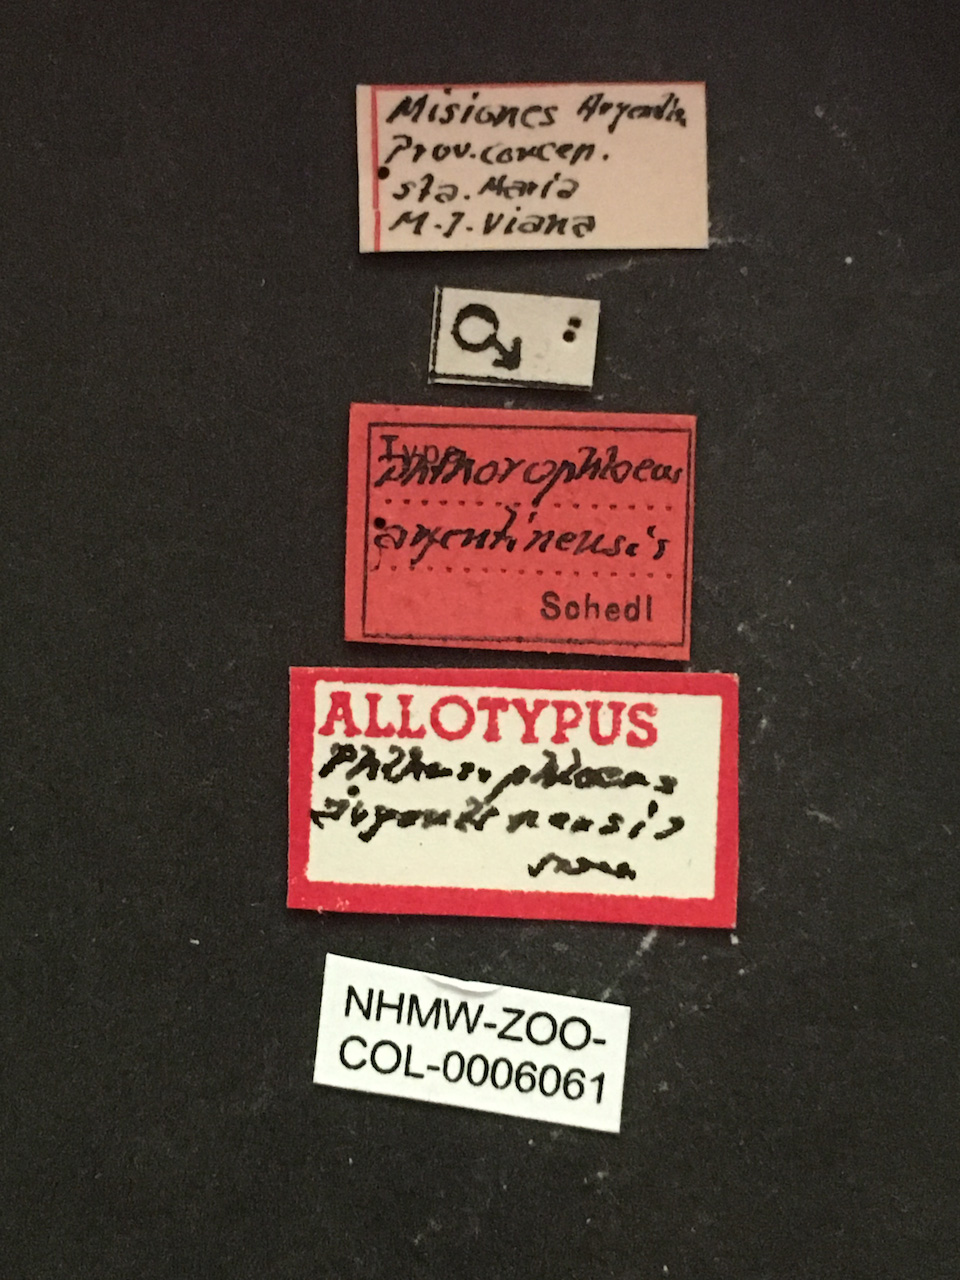 Misiones Argentin.
Prov. concep.
Sta. Maria
M. J. Viana
♂
Type
Phthorophloeus
argentinensis
Schedl
ALLOTYPUS
Phthorophloeus
argentinensis
NHMW-ZOO-
COL-0006061